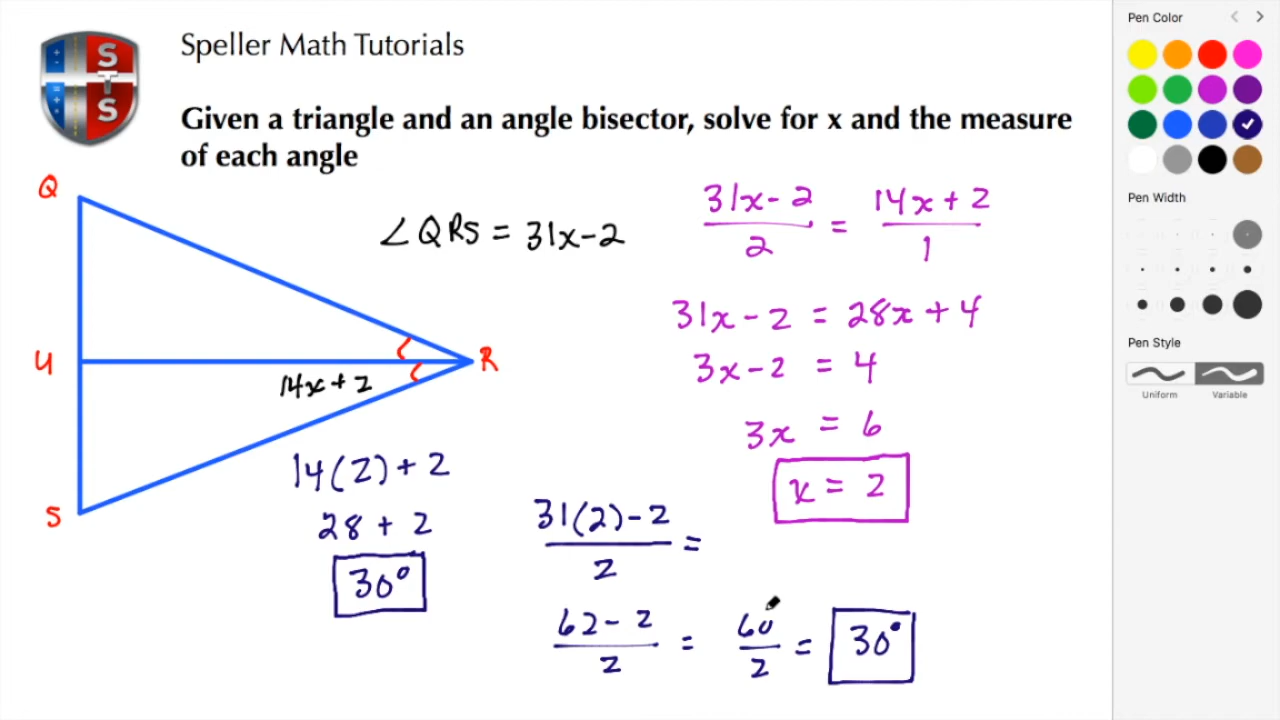 Speller Math Tutorials
S
T
S
Given a triangle and an angle bisector, solve for x and the measure
of each angle
Q
U
S
R
14x + 2
∠QRS = 31x-2
31x - 2 / 2 = 14x + 2 / 1
31x - 2 = 28x + 4
3x - 2 = 4
3x = 6
x = 2
14(2) + 2
28 + 2
30°
31(2) - 2 / 2 =
62 - 2 / 2 = 60 / 2 = 30°
Pen Color
Pen Width
Pen Style
Uniform
Variable